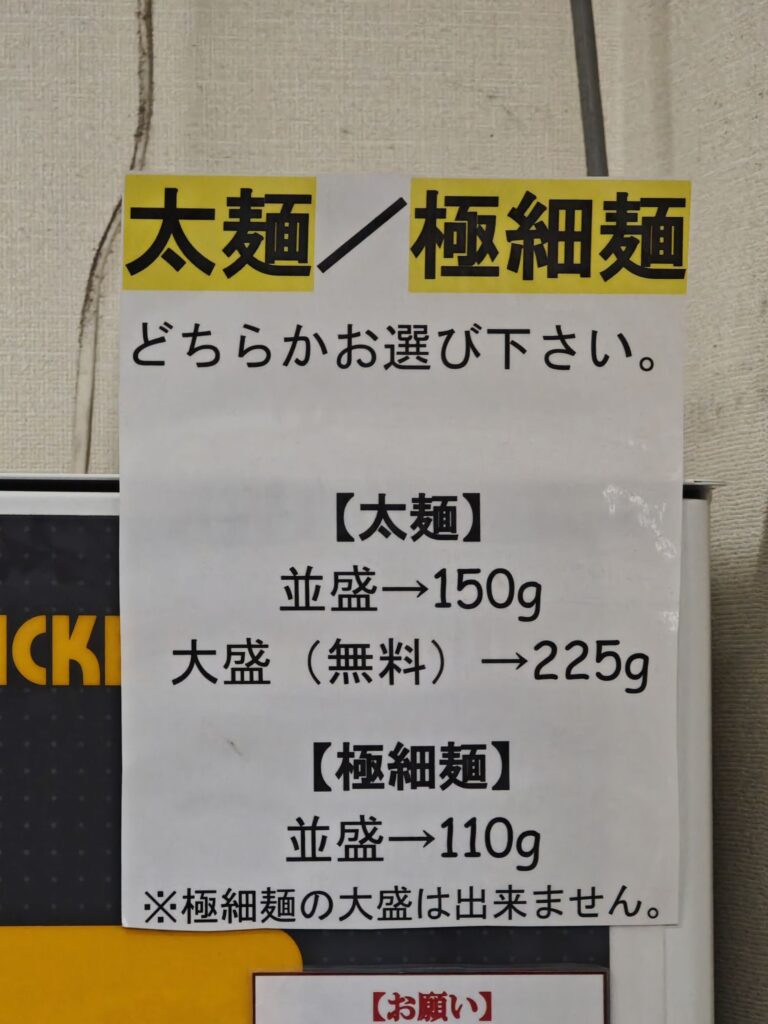 太麺／極細麺
どちらかお選び下さい。
【太麺】
並盛→150g
大盛（無料）→225g
【極細麺】
並盛→110g
※極細麺の大盛は出来ません。
【お願い】